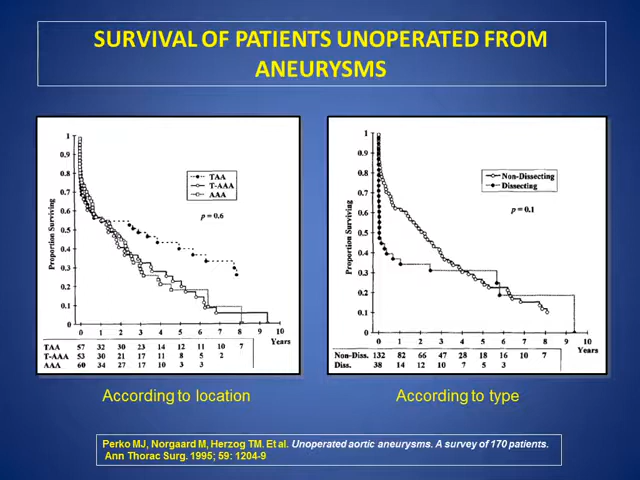 SURVIVAL OF PATIENTS UNOPERATED FROM
ANEURYSMS
1
0.9
0.8
0.7
0.6
0.5
0.4
0.3
0.2
0.1
0
Proportion Surviving
TAA
T-AAA
AAA
p = 0.6
0 1 2 3 4 5 6 7 8 9 10
Years
TAA 57 32 30 23 14 12 11 10 7
T-AAA 53 30 21 17 11 8 5 2
AAA 60 34 27 17 10 3 3
According to location
1
0.9
0.8
0.7
0.6
0.5
0.4
0.3
0.2
0.1
Proportion Surviving
Non-Dissecting
Dissecting
p = 0.1
0 1 2 3 4 5 6 7 8 9 10
Years
Non-Diss. 132 82 66 47 28 18 16 10 7
Diss. 38 14 12 10 7 5 3
According to type
Perko MJ, Norgaard M, Herzog TM. Et al. Unoperated aortic aneurysms. A survey of 170 patients.
Ann Thorac Surg. 1995; 59: 1204-9